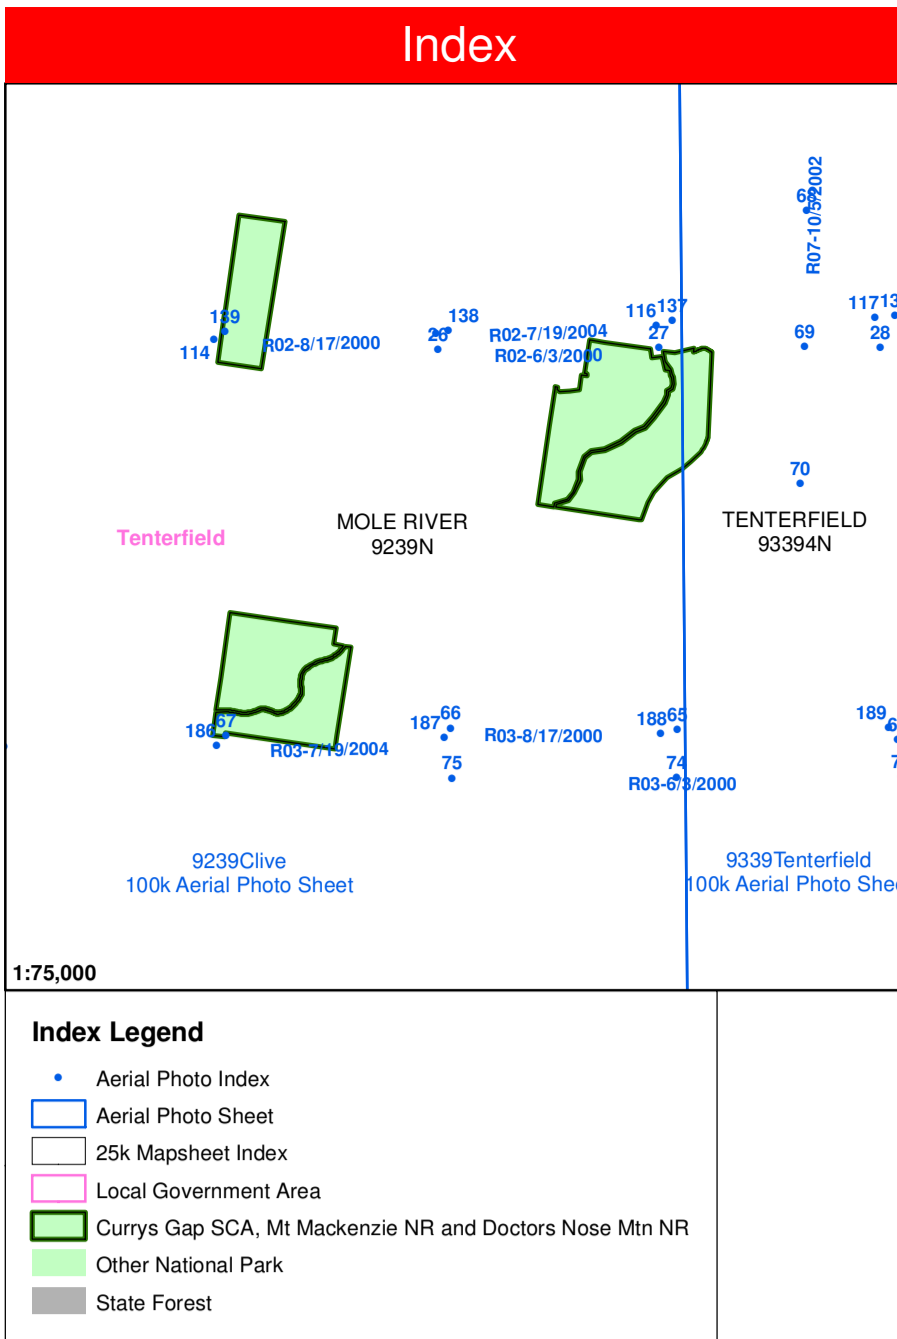 Index
R07-10/5/2002
68
139
114
R02-8/17/2000
138
26
R02-7/19/2004
R02-6/3/2000
116
137
27
117
13
69
28
70
Tenterfield
MOLE RIVER
9239N
TENTERFIELD
93394N
186
67
R03-7/19/2004
187
66
75
R03-8/17/2000
188
65
74
R03-6/3/2000
189
6
7
9239Clive
100k Aerial Photo Sheet
9339Tenterfield
100k Aerial Photo Shee
1:75,000
Index Legend
Aerial Photo Index
Aerial Photo Sheet
25k Mapsheet Index
Local Government Area
Currys Gap SCA, Mt Mackenzie NR and Doctors Nose Mtn NR
Other National Park
State Forest